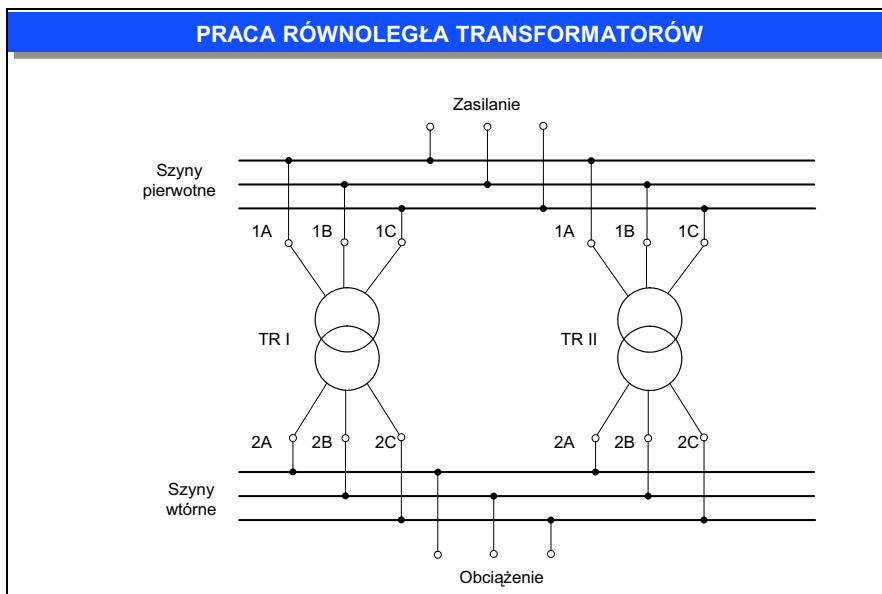 PRACA RÓWNOLEGŁA TRANSFORMATORÓW
Zasilanie
Szyny
pierwotne
1A 1B 1C 1A 1B 1C
TR I TR II
2A 2B 2C 2A 2B 2C
Szyny
wtórne
Obciążenie